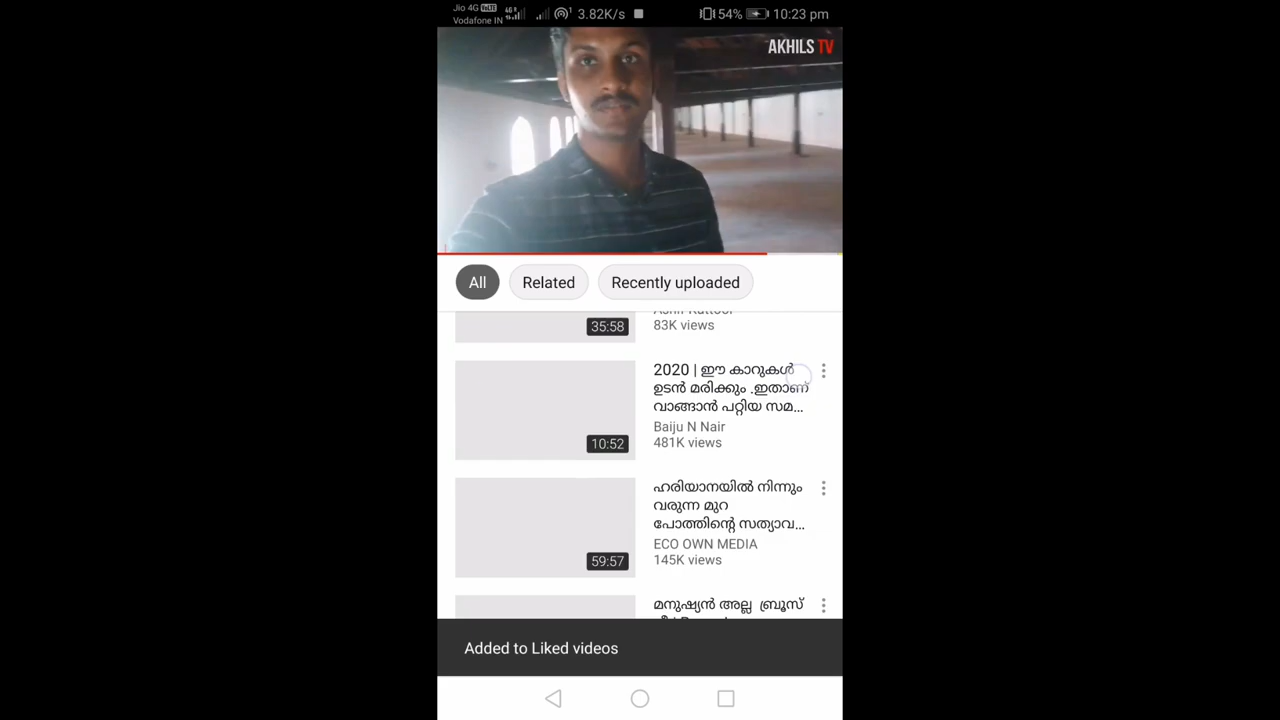 Jio 4G VoLTE
Vodafone IN
4G
3.82K/s
54%
10:23 pm
AKHILS TV
All
Related
Recently uploaded
35:58
83K views
2020 | ഈ കാറുകൾ
ഉടൻ മരിക്കും .ഇതാണ്
വാങ്ങാൻ പറ്റിയ സമ...
Baiju N Nair
10:52
481K views
ഹരിയാനയിൽ നിന്നും
വരുന്ന മുറ
പോത്തിന്റെ സത്യാവ...
ECO OWN MEDIA
59:57
145K views
മനുഷ്യൻ അല്ല ബ്രൂസ്
Added to Liked videos